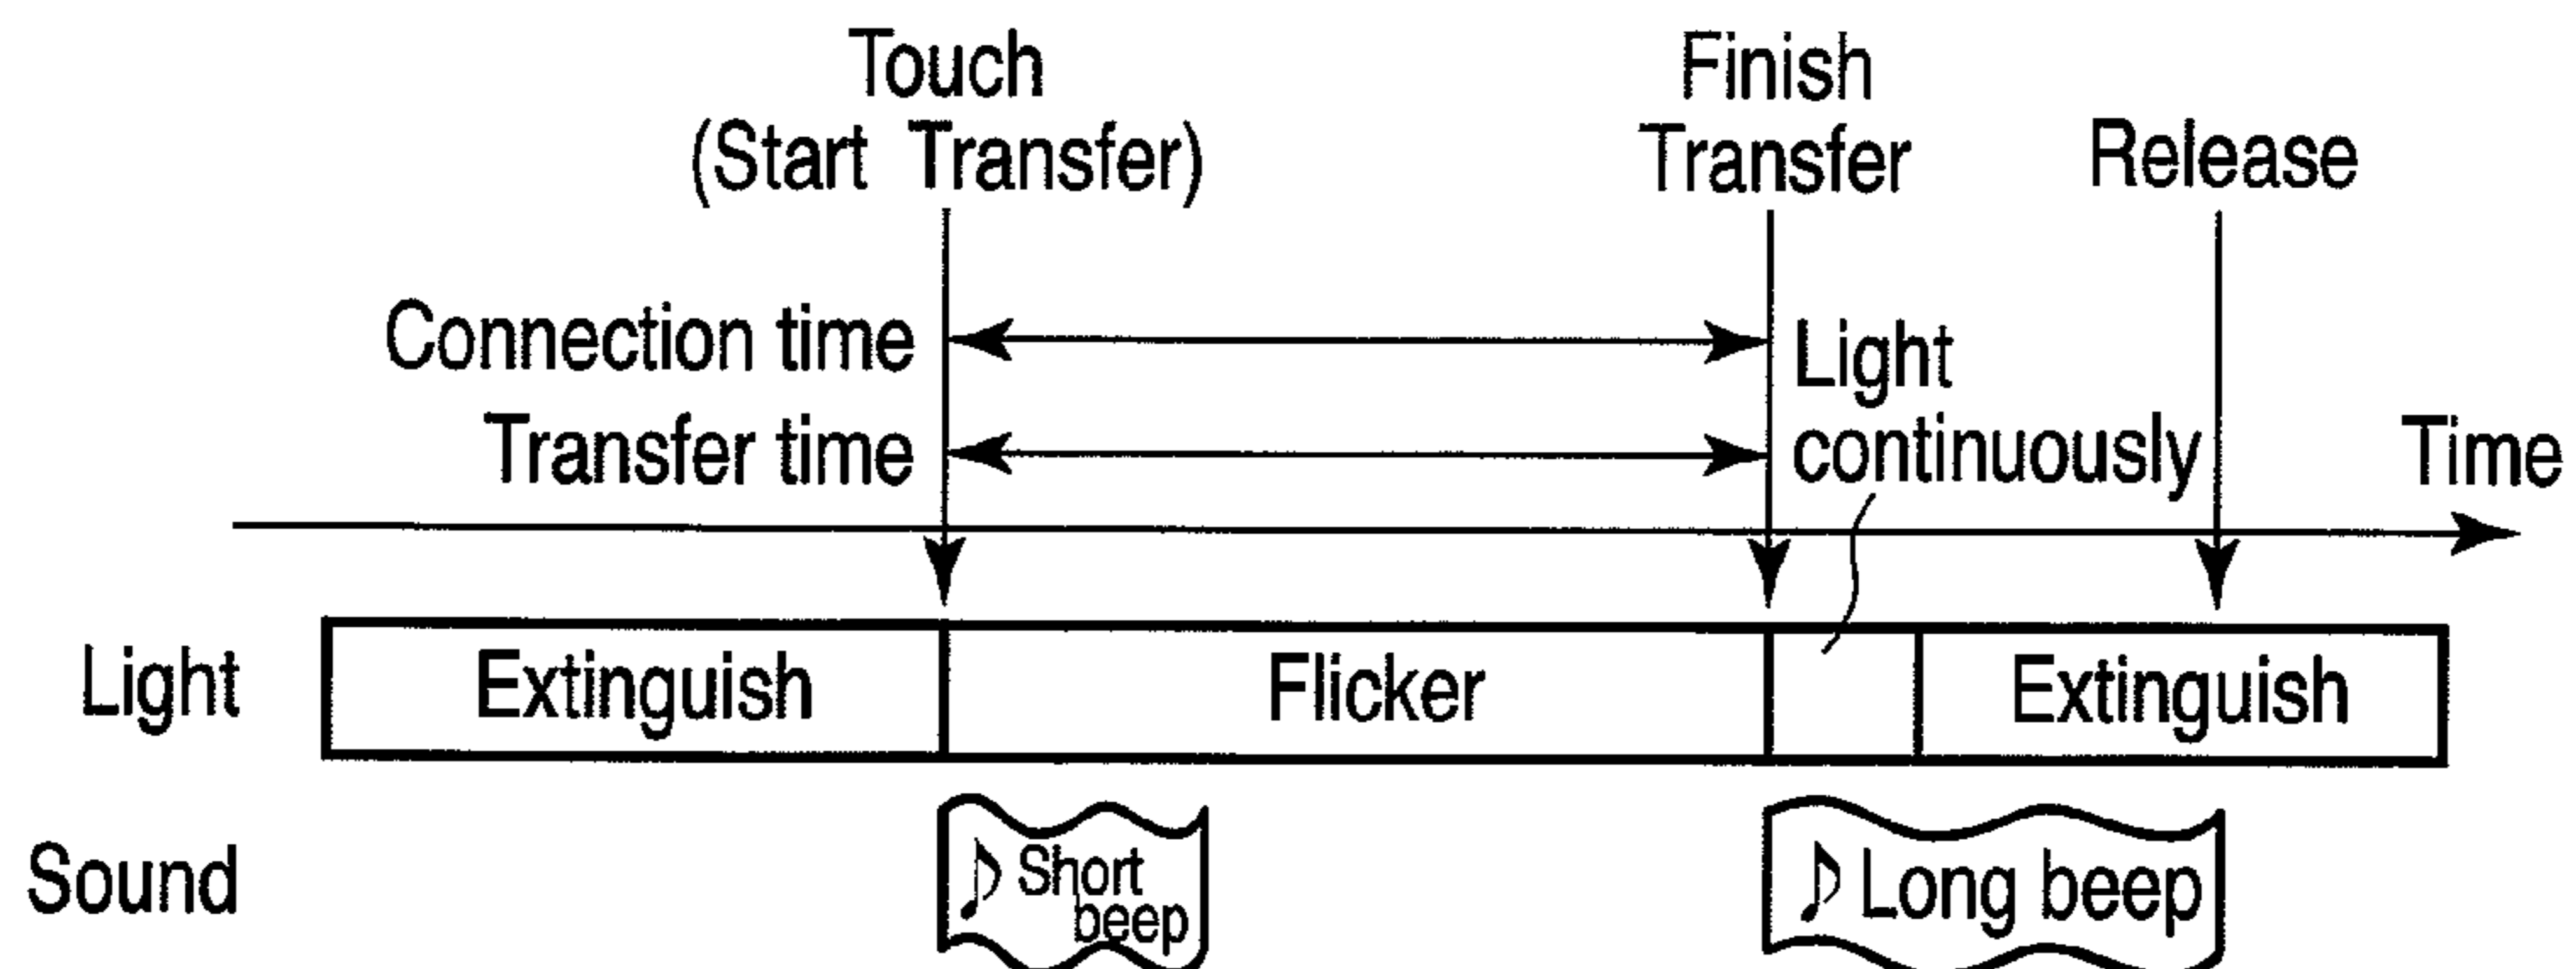 Touch
(Start Transfer)
Finish
Transfer
Release
Connection time
Transfer time
Light
continuously
Time
Light
Extinguish
Flicker
Extinguish
Sound
♪ Short
beep
♪ Long beep